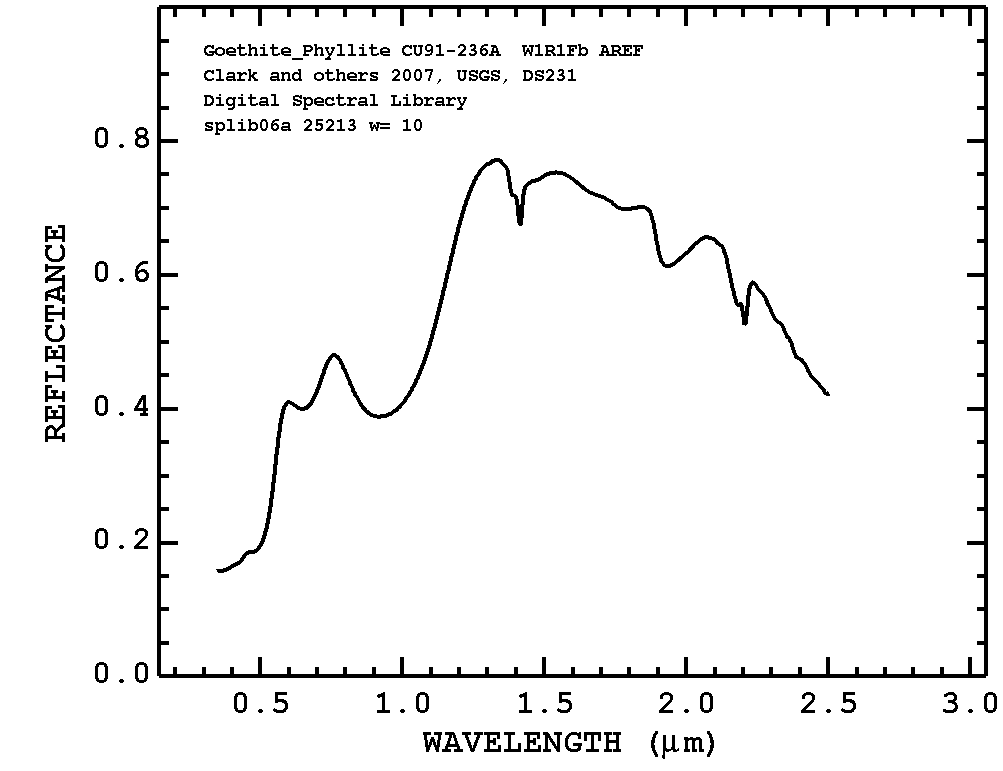 Goethite_Phyllite CU91-236A W1R1Fb AREF
Clark and others 2007, USGS, DS231
Digital Spectral Library
splib06a 25213 w= 10
0.8
0.6
0.4
0.2
0.0
REFLECTANCE
0.5 1.0 1.5 2.0 2.5 3.0
WAVELENGTH (μm)